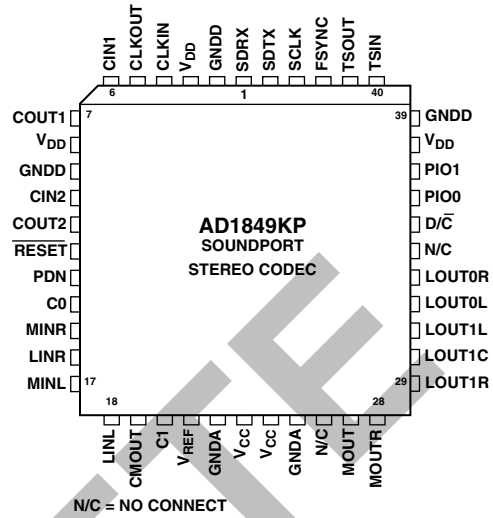 CIN1
CLKOUT
CLKIN
VDD
GNDD
SDRX
SDTX
SCLK
FSYNC
TSOUT
TSIN
6
1
40
COUT1
7
39
GNDD
VDD
VDD
GNDD
PIO1
CIN2
PIO0
COUT2
D/C̅
R̅E̅S̅E̅T̅
N/C
PDN
LOUT0R
C0
LOUT0L
MINR
LOUT1L
LINR
LOUT1C
MINL
17
29
LOUT1R
AD1849KP
SOUNDPORT
STEREO CODEC
18
28
LINL
CMOUT
C1
VREF
GNDA
VCC
VCC
GNDA
N/C
MOUT
MOUTR
N/C = NO CONNECT